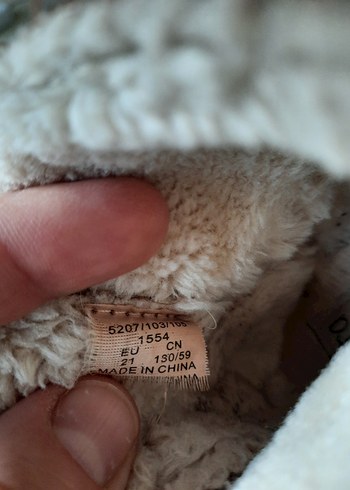 5207/103/106
1554
EU CN
21 130/59
MADE IN CHINA